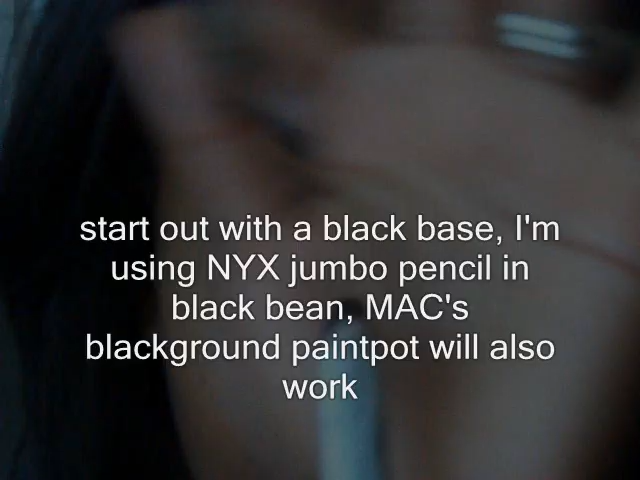 start out with a black base, I'm
using NYX jumbo pencil in
black bean, MAC's
blackground paintpot will also
work